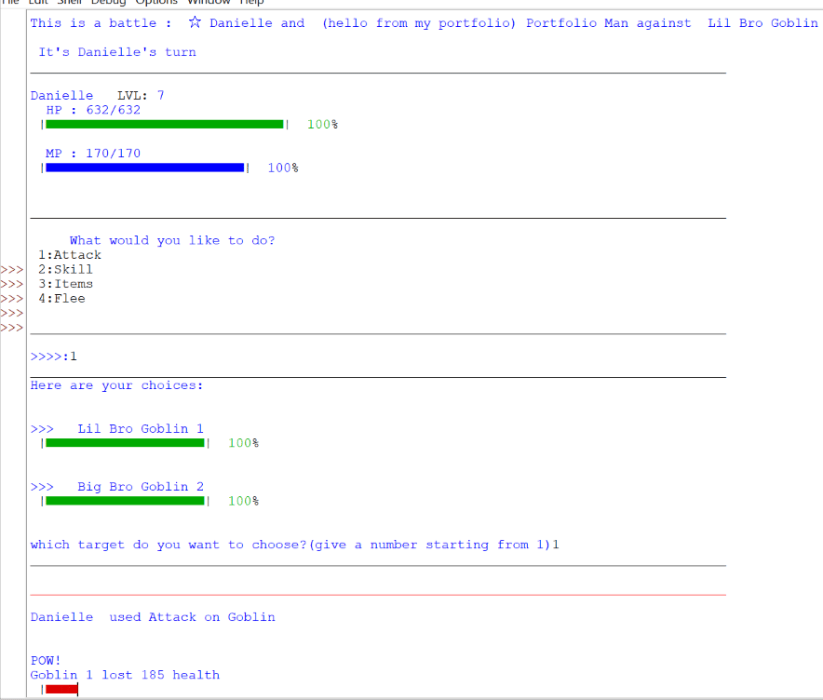 File Edit Shell Debug Options Window Help
This is a battle : ☆ Danielle and (hello from my portfolio) Portfolio Man against Lil Bro Goblin
It's Danielle's turn
Danielle LVL: 7
HP : 632/632
| | 100%
MP : 170/170
| | 100%
What would you like to do?
1:Attack
>>> 2:Skill
>>> 3:Items
>>> 4:Flee
>>>
>>>
>>>>:1
Here are your choices:
>>> Lil Bro Goblin 1
| | 100%
>>> Big Bro Goblin 2
| | 100%
which target do you want to choose?(give a number starting from 1)1
Danielle used Attack on Goblin
POW!
Goblin 1 lost 185 health
|